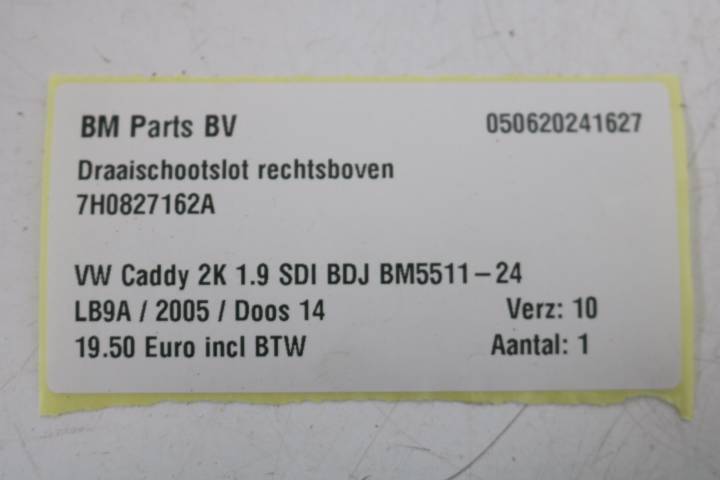 BM Parts BV 050620241627
Draaischootslot rechtsboven
7H0827162A
VW Caddy 2K 1.9 SDI BDJ BM5511-24
LB9A / 2005 / Doos 14 Verz: 10
19.50 Euro incl BTW Aantal: 1